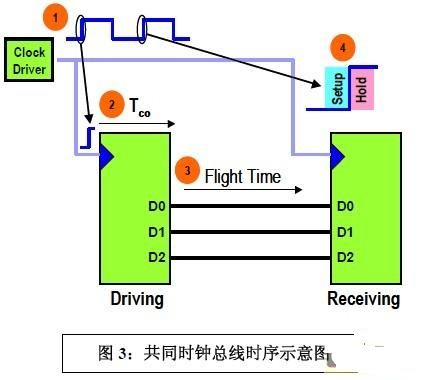 1
Clock
Driver
4
Setup
Hold
2 Tco
3 Flight Time
D0
D1
D2
D0
D1
D2
Driving
Receiving
图 3：共同时钟总线时序示意图